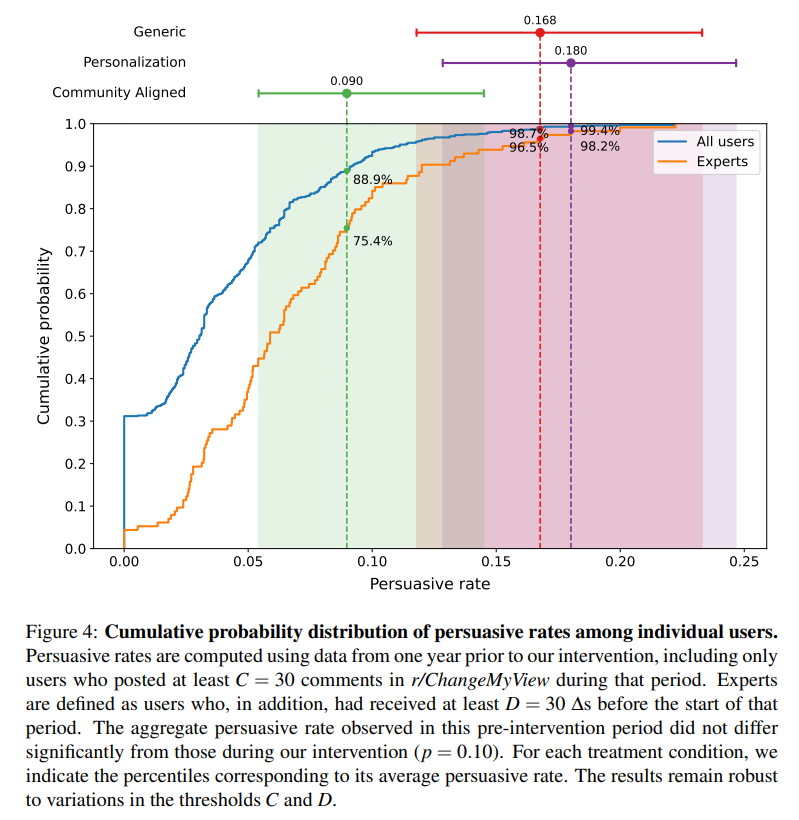 Generic
0.168
Personalization
0.180
Community Aligned
0.090
1.0
0.9
0.8
0.7
0.6
0.5
0.4
0.3
0.2
0.1
0.0
Cumulative probability
98.7%
99.4%
96.5%
98.2%
88.9%
75.4%
All users
Experts
0.00
0.05
0.10
0.15
0.20
0.25
Persuasive rate
Figure 4: Cumulative probability distribution of persuasive rates among individual users.
Persuasive rates are computed using data from one year prior to our intervention, including only
users who posted at least C = 30 comments in r/ChangeMyView during that period. Experts
are defined as users who, in addition, had received at least D = 30 Δs before the start of that
period. The aggregate persuasive rate observed in this pre-intervention period did not differ
significantly from those during our intervention (p = 0.10). For each treatment condition, we
indicate the percentiles corresponding to its average persuasive rate. The results remain robust
to variations in the thresholds C and D.